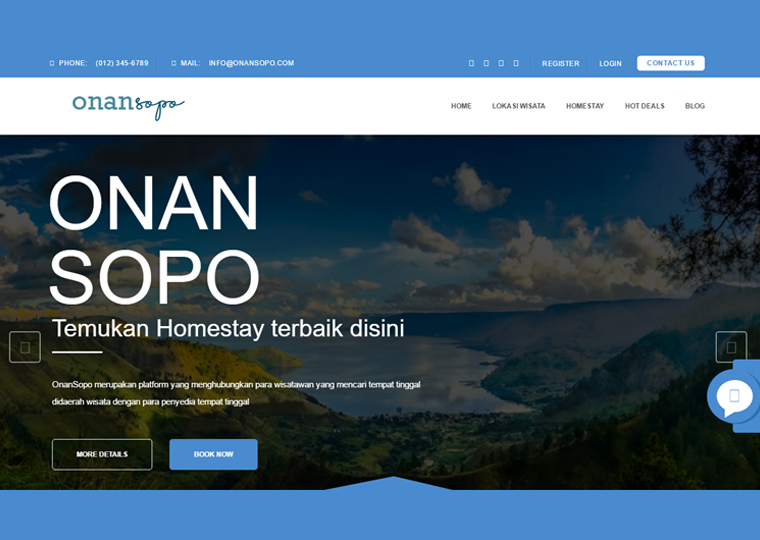 PHONE: (012) 345-6789 MAIL: INFO@ONANSOPO.COM REGISTER LOGIN CONTACT US
onansopo HOME LOKASI WISATA HOMESTAY HOT DEALS BLOG
ONAN
SOPO
Temukan Homestay terbaik disini
OnanSopo merupakan platform yang menghubungkan para wisatawan yang mencari tempat tinggal
didaerah wisata dengan para penyedia tempat tinggal
MORE DETAILS BOOK NOW